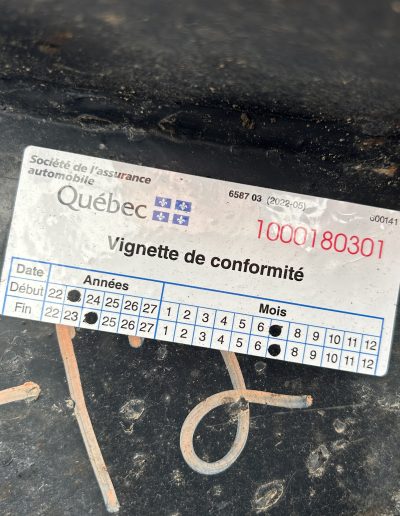 Société de l'assurance
automobile
Québec
6587 03 (2022-05)
000141
1000180301
Vignette de conformité
Date Années Mois
Début 22 24 25 26 27 1 2 3 4 5 6 8 9 10 11 12
Fin 22 23 25 26 27 1 2 3 4 5 6 8 9 10 11 12